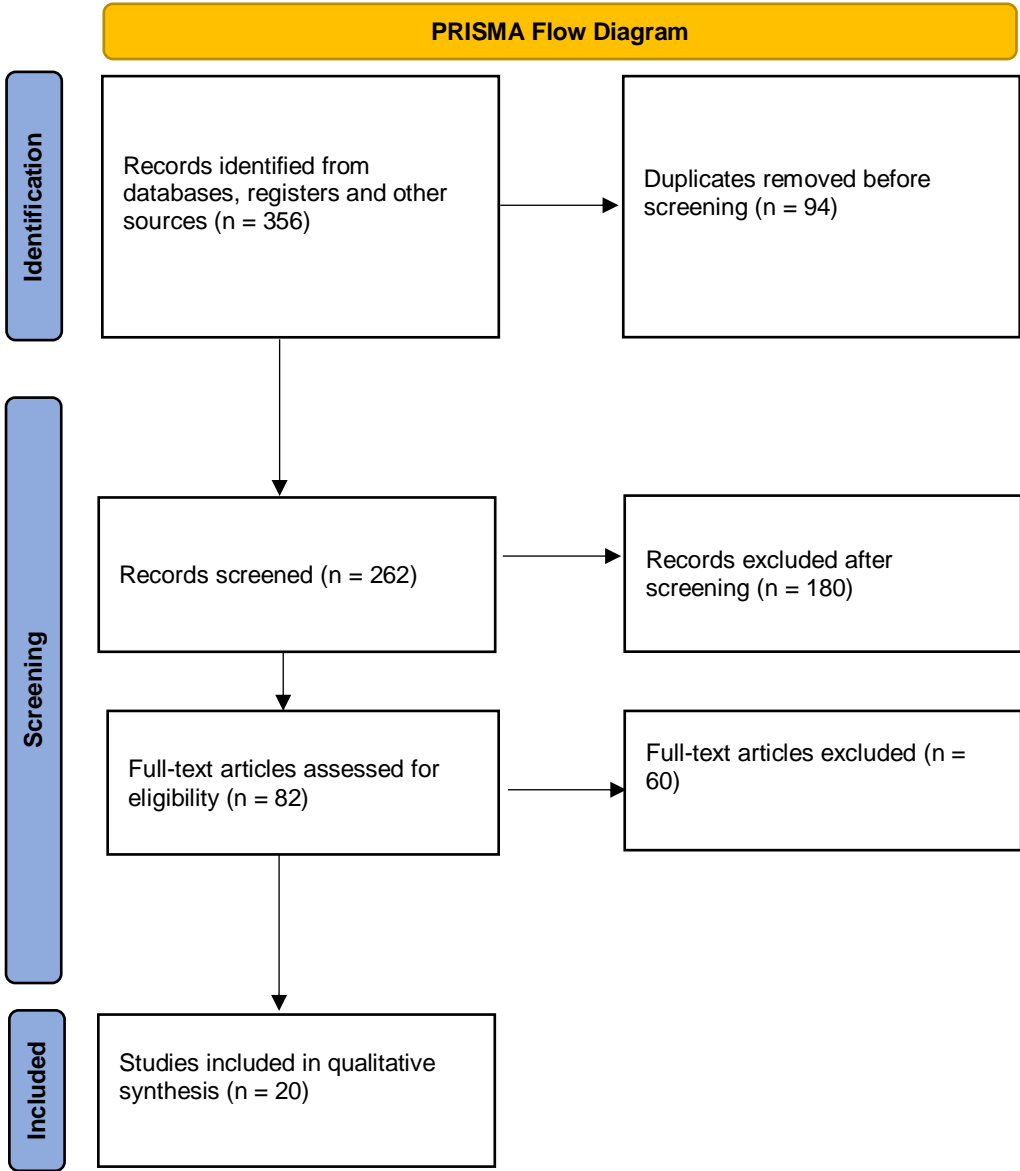 PRISMA Flow Diagram
Identification
Records identified from
databases, registers and other
sources (n = 356)
Duplicates removed before
screening (n = 94)
Screening
Records screened (n = 262)
Records excluded after
screening (n = 180)
Full-text articles assessed for
eligibility (n = 82)
Full-text articles excluded (n =
60)
Included
Studies included in qualitative
synthesis (n = 20)